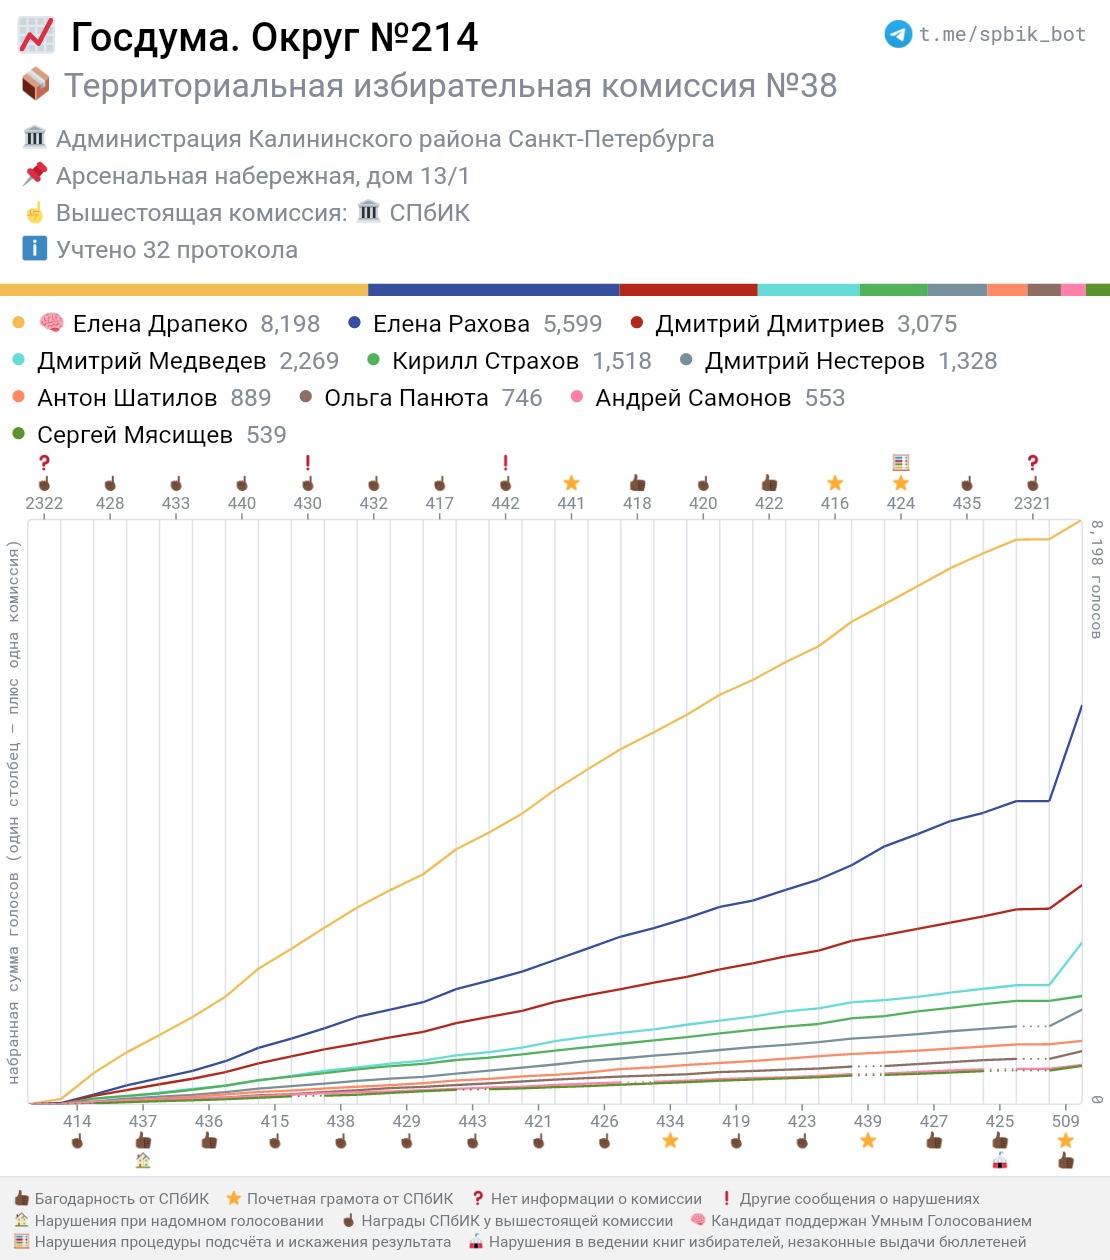 Госдума. Округ №214
t.me/spbik_bot
Территориальная избирательная комиссия №38
Администрация Калининского района Санкт-Петербурга
Арсенальная набережная, дом 13/1
Вышестоящая комиссия: СПбИК
Учтено 32 протокола
Елена Драпеко 8,198 Елена Рахова 5,599 Дмитрий Дмитриев 3,075
Дмитрий Медведев 2,269 Кирилл Страхов 1,518 Дмитрий Нестеров 1,328
Антон Шатилов 889 Ольга Панюта 746 Андрей Самонов 553
Сергей Мясищев 539
2322 428 433 440 430 432 417 442 441 418 420 422 416 424 435 2321
набранная сумма голосов (один столбец — плюс одна комиссия)
8,198 голосов
0
414 437 436 415 438 429 443 421 426 434 419 423 439 427 425 509
Багодарность от СПбИК Почетная грамота от СПбИК Нет информации о комиссии Другие сообщения о нарушениях
Нарушения при надомном голосовании Награды СПбИК у вышестоящей комиссии Кандидат поддержан Умным Голосованием
Нарушения процедуры подсчёта и искажения результата Нарушения в ведении книг избирателей, незаконные выдачи бюллетеней